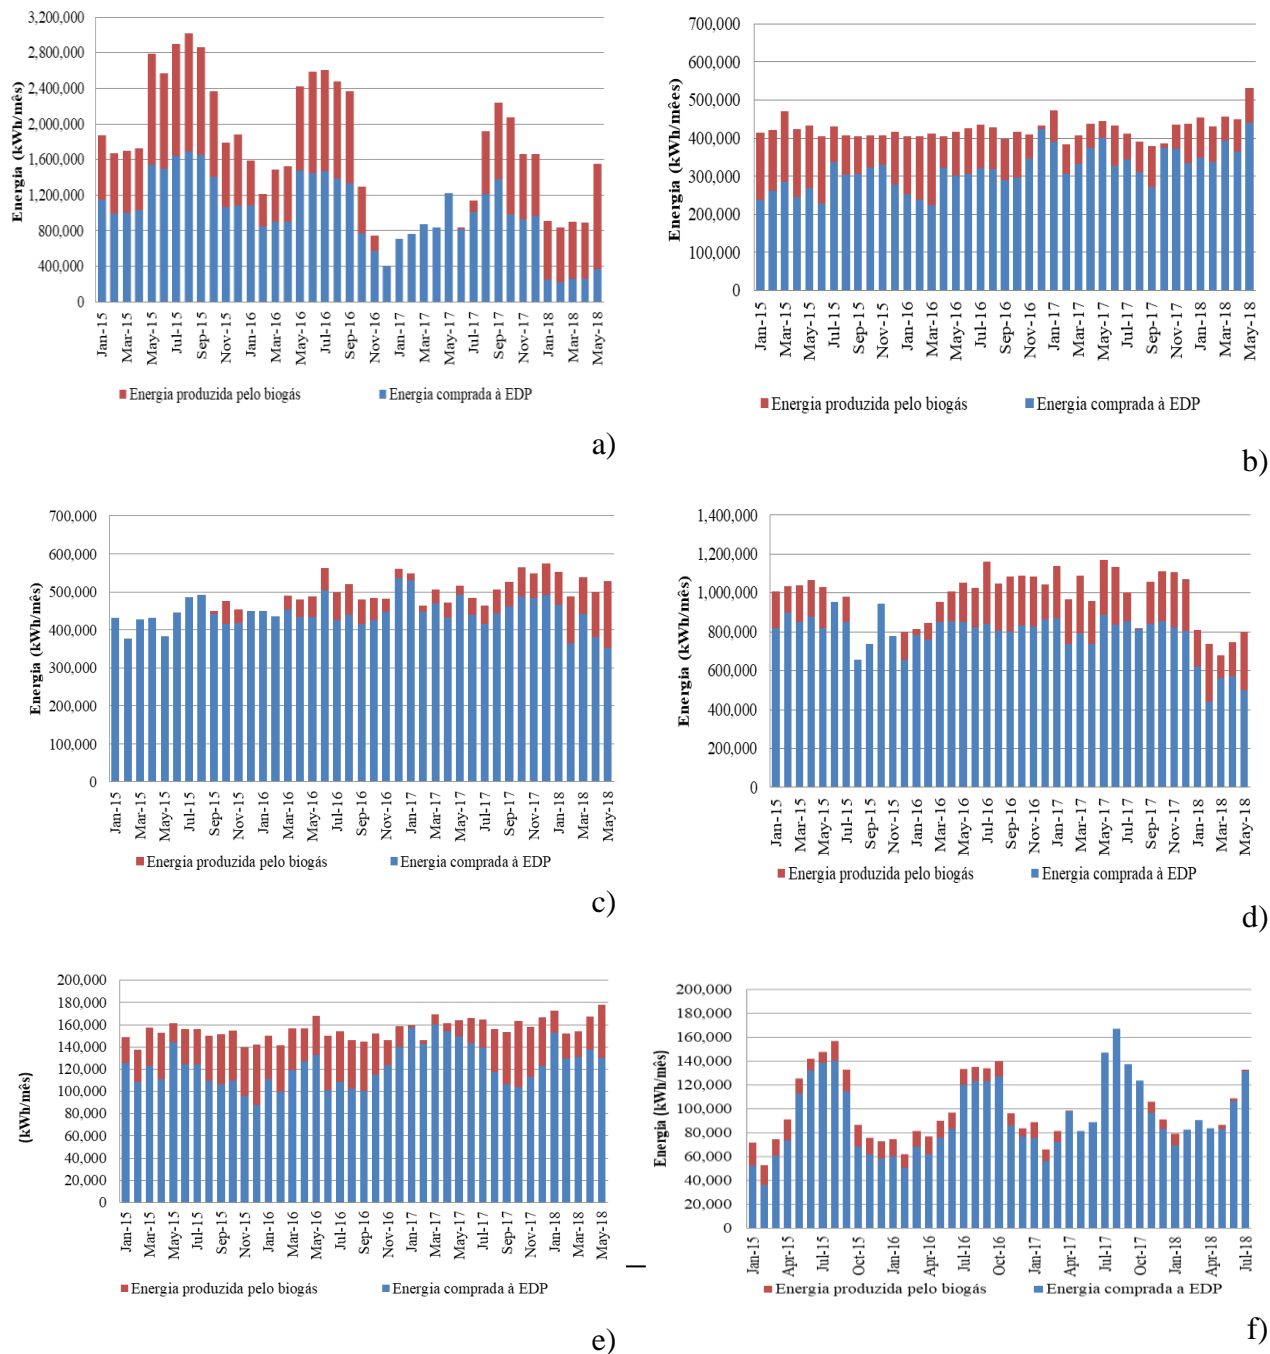 3,200,000
2,800,000
2,400,000
2,000,000
1,600,000
1,200,000
800,000
400,000
0
Energia (kWh/mês)
Jan-15 Mar-15 May-15 Jul-15 Sep-15 Nov-15 Jan-16 Mar-16 May-16 Jul-16 Sep-16 Nov-16 Jan-17 Mar-17 May-17 Jul-17 Sep-17 Nov-17 Jan-18 Mar-18 May-18
Energia produzida pelo biogás Energia comprada à EDP
a)
700,000
600,000
500,000
400,000
300,000
200,000
100,000
0
Energia (kWh/mêes)
Jan-15 Mar-15 May-15 Jul-15 Sep-15 Nov-15 Jan-16 Mar-16 May-16 Jul-16 Sep-16 Nov-16 Jan-17 Mar-17 May-17 Jul-17 Sep-17 Nov-17 Jan-18 Mar-18 May-18
Energia produzida pelo biogás Energia comprada à EDP
b)
700,000
600,000
500,000
400,000
300,000
200,000
100,000
0
Energia (kWh/mês)
Jan-15 Mar-15 May-15 Jul-15 Sep-15 Nov-15 Jan-16 Mar-16 May-16 Jul-16 Sep-16 Nov-16 Jan-17 Mar-17 May-17 Jul-17 Sep-17 Nov-17 Jan-18 Mar-18 May-18
Energia produzida pelo biogás Energia comprada à EDP
c)
1,400,000
1,200,000
1,000,000
800,000
600,000
400,000
200,000
0
Energia (kWh/mês)
Jan-15 Mar-15 May-15 Jul-15 Sep-15 Nov-15 Jan-16 Mar-16 May-16 Jul-16 Sep-16 Nov-16 Jan-17 Mar-17 May-17 Jul-17 Sep-17 Nov-17 Jan-18 Mar-18 May-18
Energia produzida pelo biogás Energia comprada à EDP
d)
200,000
180,000
160,000
140,000
120,000
100,000
80,000
60,000
40,000
20,000
0
(kWh/mês)
Jan-15 Mar-15 May-15 Jul-15 Sep-15 Nov-15 Jan-16 Mar-16 May-16 Jul-16 Sep-16 Nov-16 Jan-17 Mar-17 May-17 Jul-17 Sep-17 Nov-17 Jan-18 Mar-18 May-18
Energia produzida pelo biogás Energia comprada à EDP
e)
200,000
180,000
160,000
140,000
120,000
100,000
80,000
60,000
40,000
20,000
0
Energia (kWh/mês)
Jan-15 Apr-15 Jul-15 Oct-15 Jan-16 Apr-16 Jul-16 Oct-16 Jan-17 Apr-17 Jul-17 Oct-17 Jan-18 Apr-18 Jul-18
Energia produzida pelo biogás Energia comprada a EDP
f)